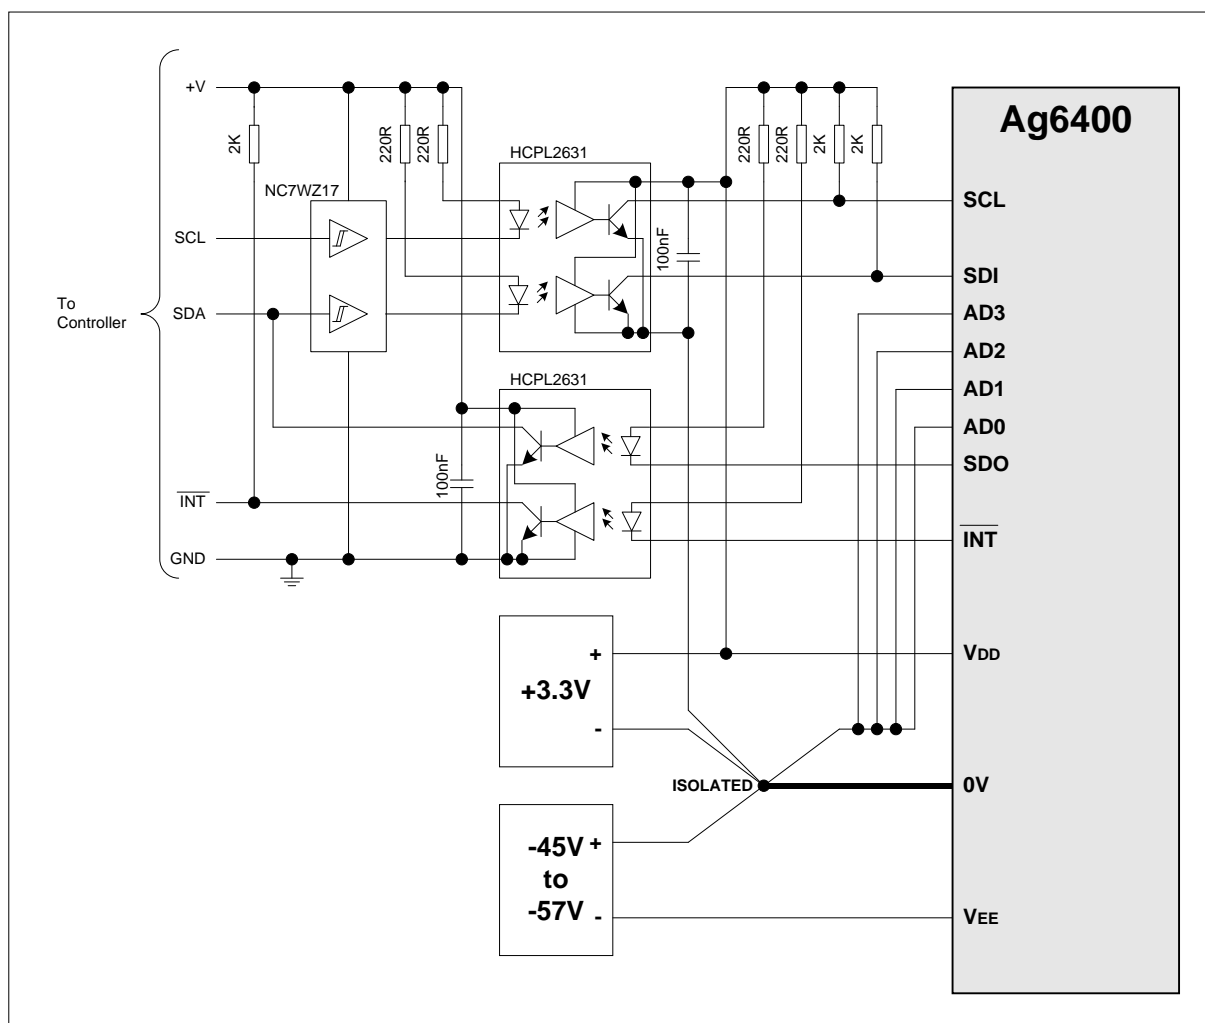 +V
2K
220R
220R
HCPL2631
NC7WZ17
100nF
220R
220R
2K
2K
Ag6400
SCL
SDA
To
Controller
SCL
SDI
AD3
AD2
AD1
AD0
SDO
INT
HCPL2631
100nF
INT
GND
+
+3.3V
-
VDD
ISOLATED
0V
-45V
to
-57V
+
-
VEE